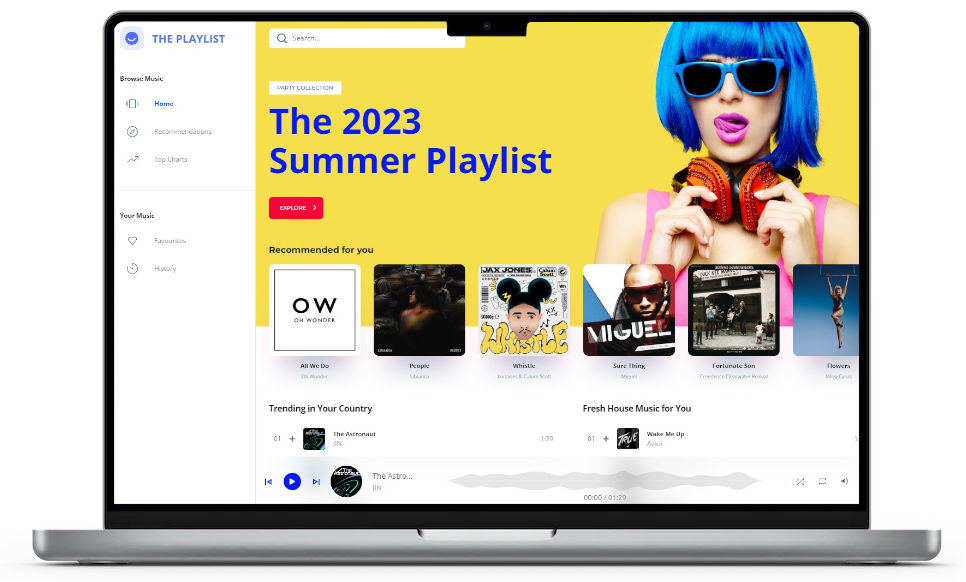 THE PLAYLIST
Search...
Browse Music
Home
Recommendations
Top Charts
Your Music
Favourites
History
PARTY COLLECTION
The 2023
Summer Playlist
EXPLORE
Recommended for you
OW
OH WONDER
JAX JONES
Calum Scott
WHISTLE
MIGUEL
All We Do
OH Wonder
People
Libianca
Whistle
Jax Jones & Calum Scott
Sure Thing
Miguel
Fortunate Son
Creedence Clearwater Revival
Flowers
Miley Cyrus
Trending in Your Country
01 + The Astronaut
JIN
1:29
Fresh House Music for You
01 + TRUE Wake Me Up
Avicii
The Astro...
JIN
00:00 / 01:29